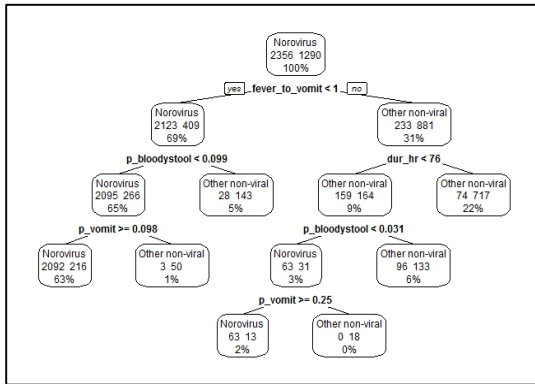 Norovirus
2356 1290
100%
yes fever_to_vomit < 1 no
Norovirus
2123 409
69%
Other non-viral
233 881
31%
p_bloodystool < 0.099
dur_hr < 76
Norovirus
2095 266
65%
Other non-viral
28 143
5%
Other non-viral
159 164
9%
Other non-viral
74 717
22%
p_vomit >= 0.098
p_bloodystool < 0.031
Norovirus
2092 216
63%
Other non-viral
3 50
1%
Norovirus
63 31
3%
Other non-viral
96 133
6%
p_vomit >= 0.25
Norovirus
63 13
2%
Other non-viral
0 18
0%